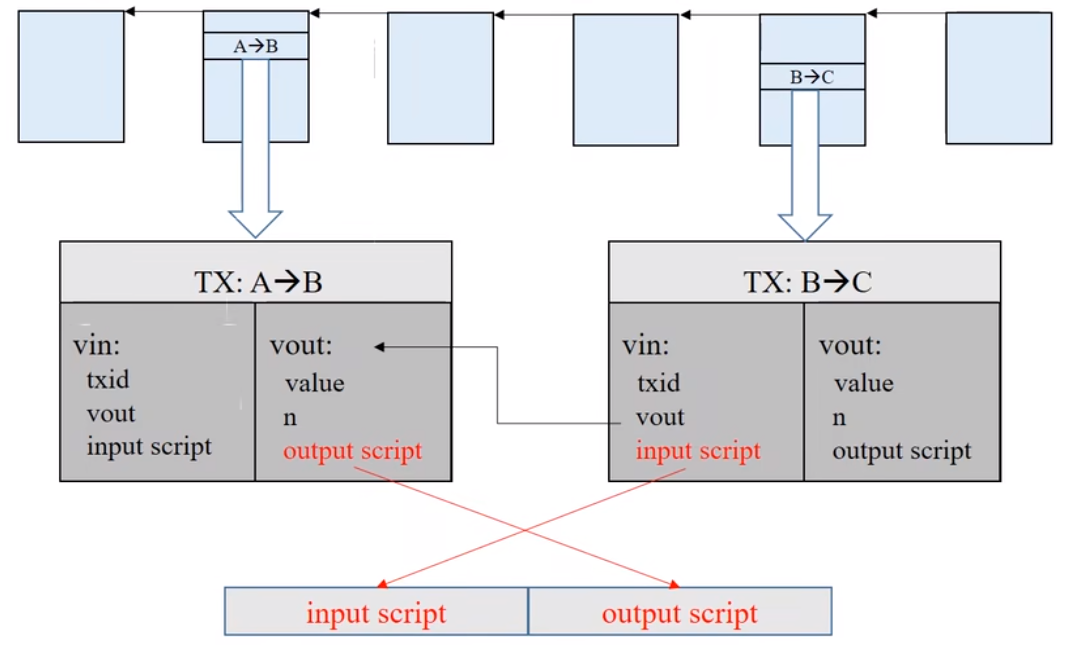 A→B
B→C
TX: A→B
TX: B→C
vin:
txid
vout
input script
vout:
value
n
output script
vin:
txid
vout
input script
vout:
value
n
output script
input script
output script